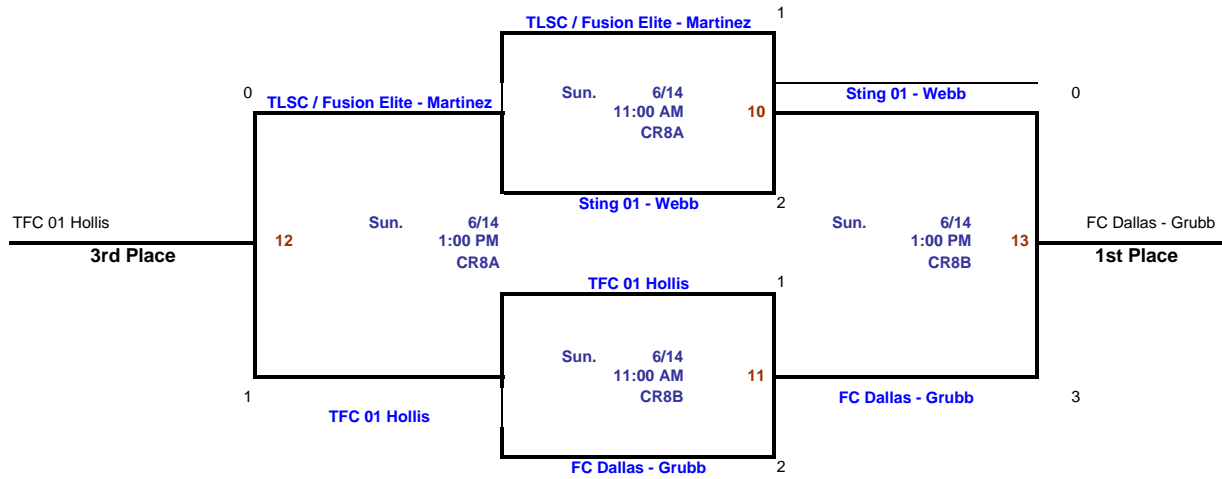 1
TLSC / Fusion Elite - Martinez
0
TLSC / Fusion Elite - Martinez
Sun. 6/14
11:00 AM
CR8A
10
Sting 01 - Webb
0
Sting 01 - Webb
2
TFC 01 Hollis
3rd Place
12
Sun. 6/14
1:00 PM
CR8A
Sun. 6/14
1:00 PM
CR8B
13
FC Dallas - Grubb
1st Place
TFC 01 Hollis
1
Sun. 6/14
11:00 AM
CR8B
11
1
TFC 01 Hollis
FC Dallas - Grubb
3
FC Dallas - Grubb
2